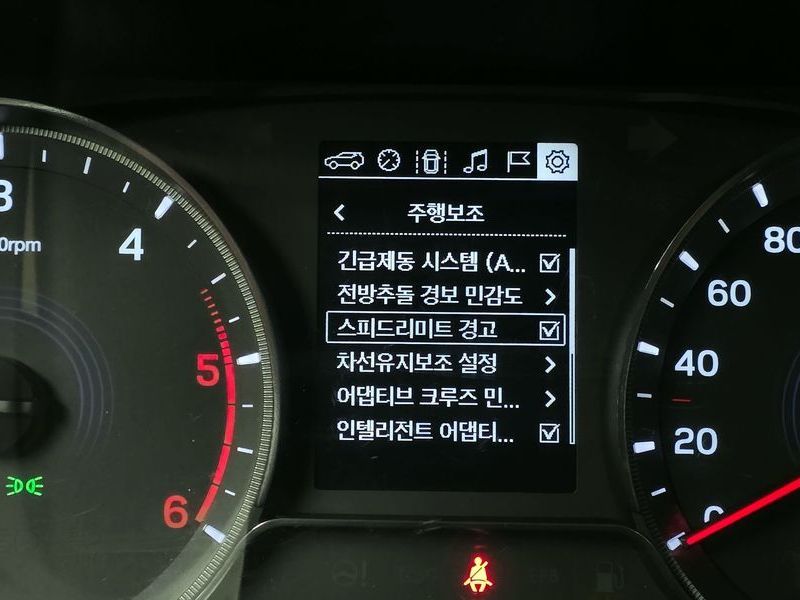 주행보조
긴급제동 시스템 (A...
전방추돌 경보 민감도
스피드리미트 경고
차선유지보조 설정
어댑티브 크루즈 민...
인텔리전트 어댑티...
3
0rpm
4
5
6
80
60
40
20
0